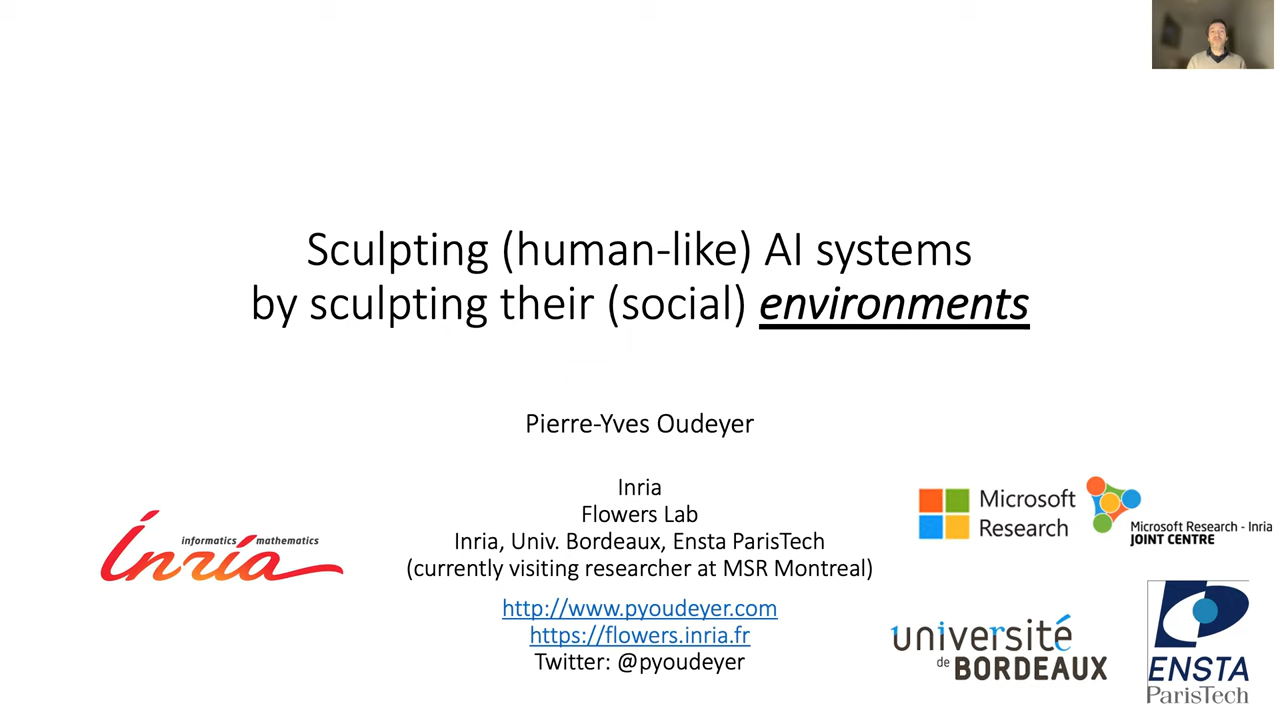 Sculpting (human-like) AI systems
by sculpting their (social) environments
Pierre-Yves Oudeyer
Inria
Flowers Lab
Inria, Univ. Bordeaux, Ensta ParisTech
(currently visiting researcher at MSR Montreal)
http://www.pyoudeyer.com
https://flowers.inria.fr
Twitter: @pyoudeyer
informatics mathematics
Inria
Microsoft
Research
Microsoft Research - Inria
JOINT CENTRE
université
de BORDEAUX
ENSTA
ParisTech